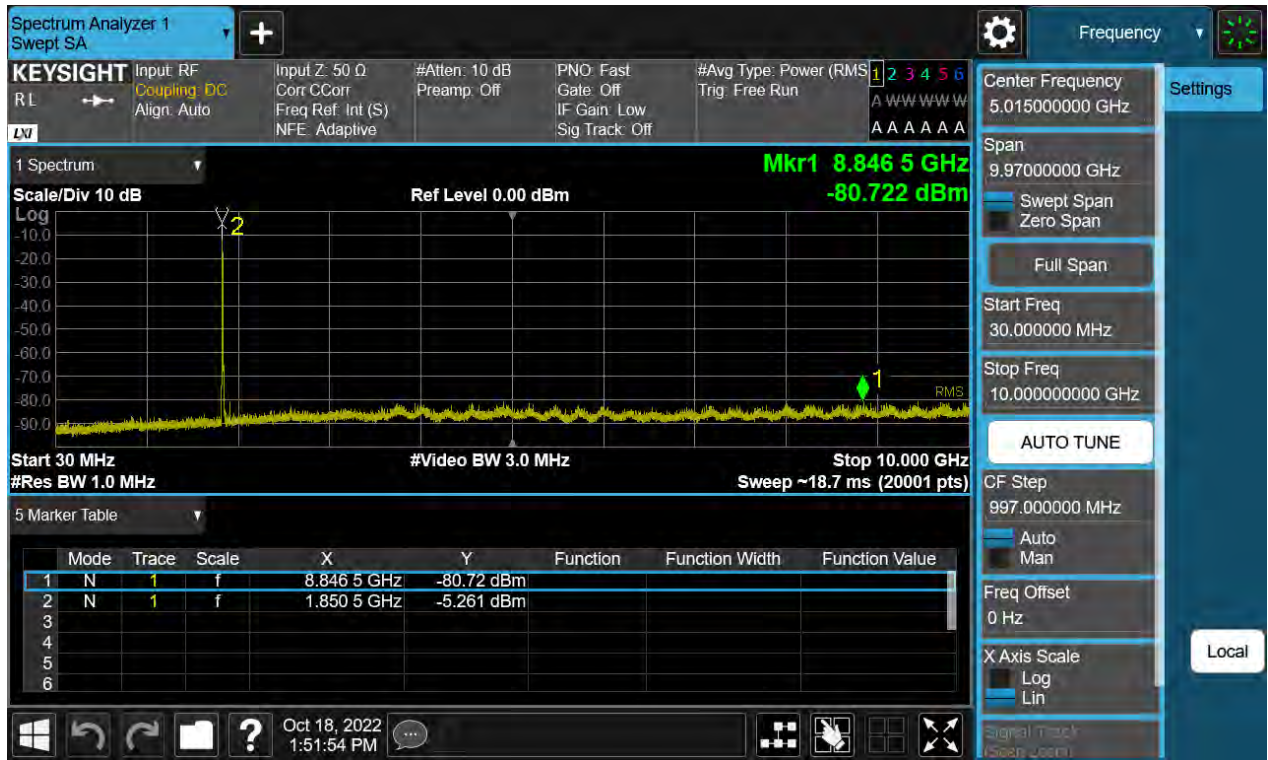 Spectrum Analyzer 1
Swept SA
+
Frequency
KEYSIGHT
RL
LXI
Input: RF
Coupling: DC
Align: Auto
Input Z: 50 Ω
Corr CCorr
Freq Ref: Int (S)
NFE: Adaptive
#Atten: 10 dB
Preamp: Off
PNO: Fast
Gate: Off
IF Gain: Low
Sig Track: Off
#Avg Type: Power (RMS
Trig: Free Run
1 2 3 4 5 6
A W W W W W
A A A A A A
1 Spectrum
Mkr1 8.846 5 GHz
-80.722 dBm
Scale/Div 10 dB
Ref Level 0.00 dBm
Log
-10.0
-20.0
-30.0
-40.0
-50.0
-60.0
-70.0
-80.0
-90.0
2
1
RMS
Start 30 MHz
#Video BW 3.0 MHz
Stop 10.000 GHz
#Res BW 1.0 MHz
Sweep ~18.7 ms (20001 pts)
5 Marker Table
Mode Trace Scale X Y Function Function Width Function Value
1 N 1 f 8.846 5 GHz -80.72 dBm
2 N 1 f 1.850 5 GHz -5.261 dBm
3
4
5
6
?
Oct 18, 2022
1:51:54 PM
Center Frequency
5.015000000 GHz
Span
9.97000000 GHz
Swept Span
Zero Span
Full Span
Start Freq
30.000000 MHz
Stop Freq
10.000000000 GHz
AUTO TUNE
CF Step
997.000000 MHz
Auto
Man
Freq Offset
0 Hz
X Axis Scale
Log
Lin
Signal Track
(Span Zoom)
Settings
Local